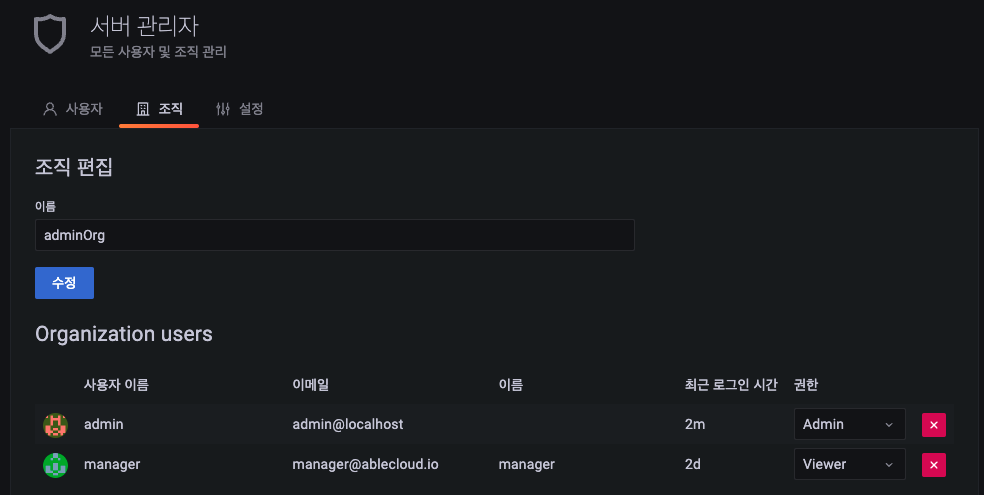 서버 관리자
모든 사용자 및 조직 관리
사용자 조직 설정
조직 편집
이름
adminOrg
수정
Organization users
사용자 이름 이메일 이름 최근 로그인 시간 권한
admin admin@localhost 2m Admin
manager manager@ablecloud.io manager 2d Viewer